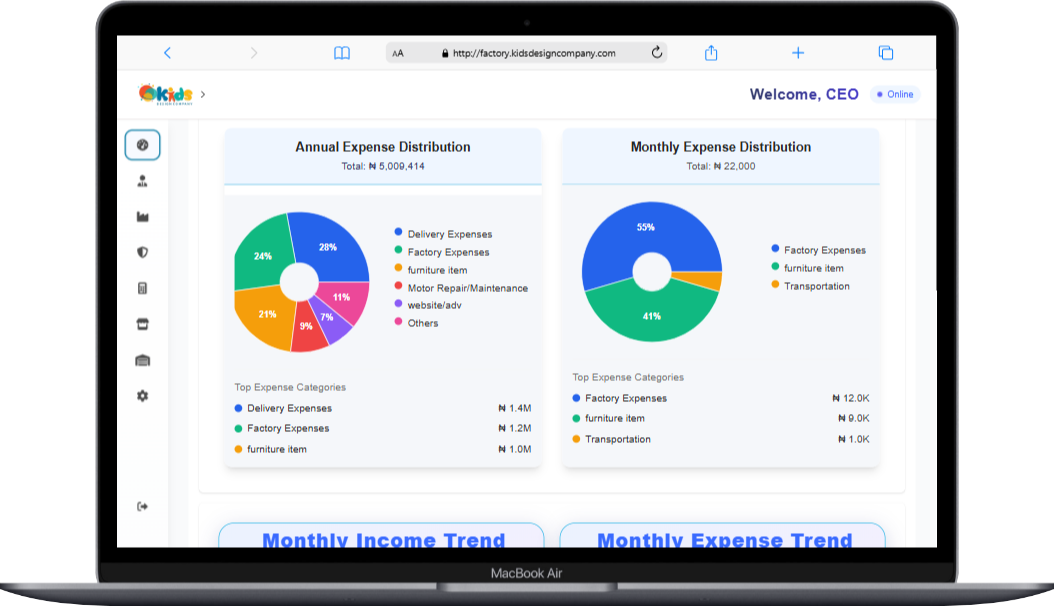 AA
http://factory.kidsdesigncompany.com
Kids
Welcome, CEO
Online
Annual Expense Distribution
Total: ₦ 5,009,414
28%
24%
21%
9%
7%
11%
Delivery Expenses
Factory Expenses
furniture item
Motor Repair/Maintenance
website/adv
Others
Top Expense Categories
Delivery Expenses ₦ 1.4M
Factory Expenses ₦ 1.2M
furniture item ₦ 1.0M
Monthly Expense Distribution
Total: ₦ 22,000
55%
41%
Factory Expenses
furniture item
Transportation
Top Expense Categories
Factory Expenses ₦ 12.0K
furniture item ₦ 9.0K
Transportation ₦ 1.0K
Monthly Income Trend
Monthly Expense Trend
MacBook Air